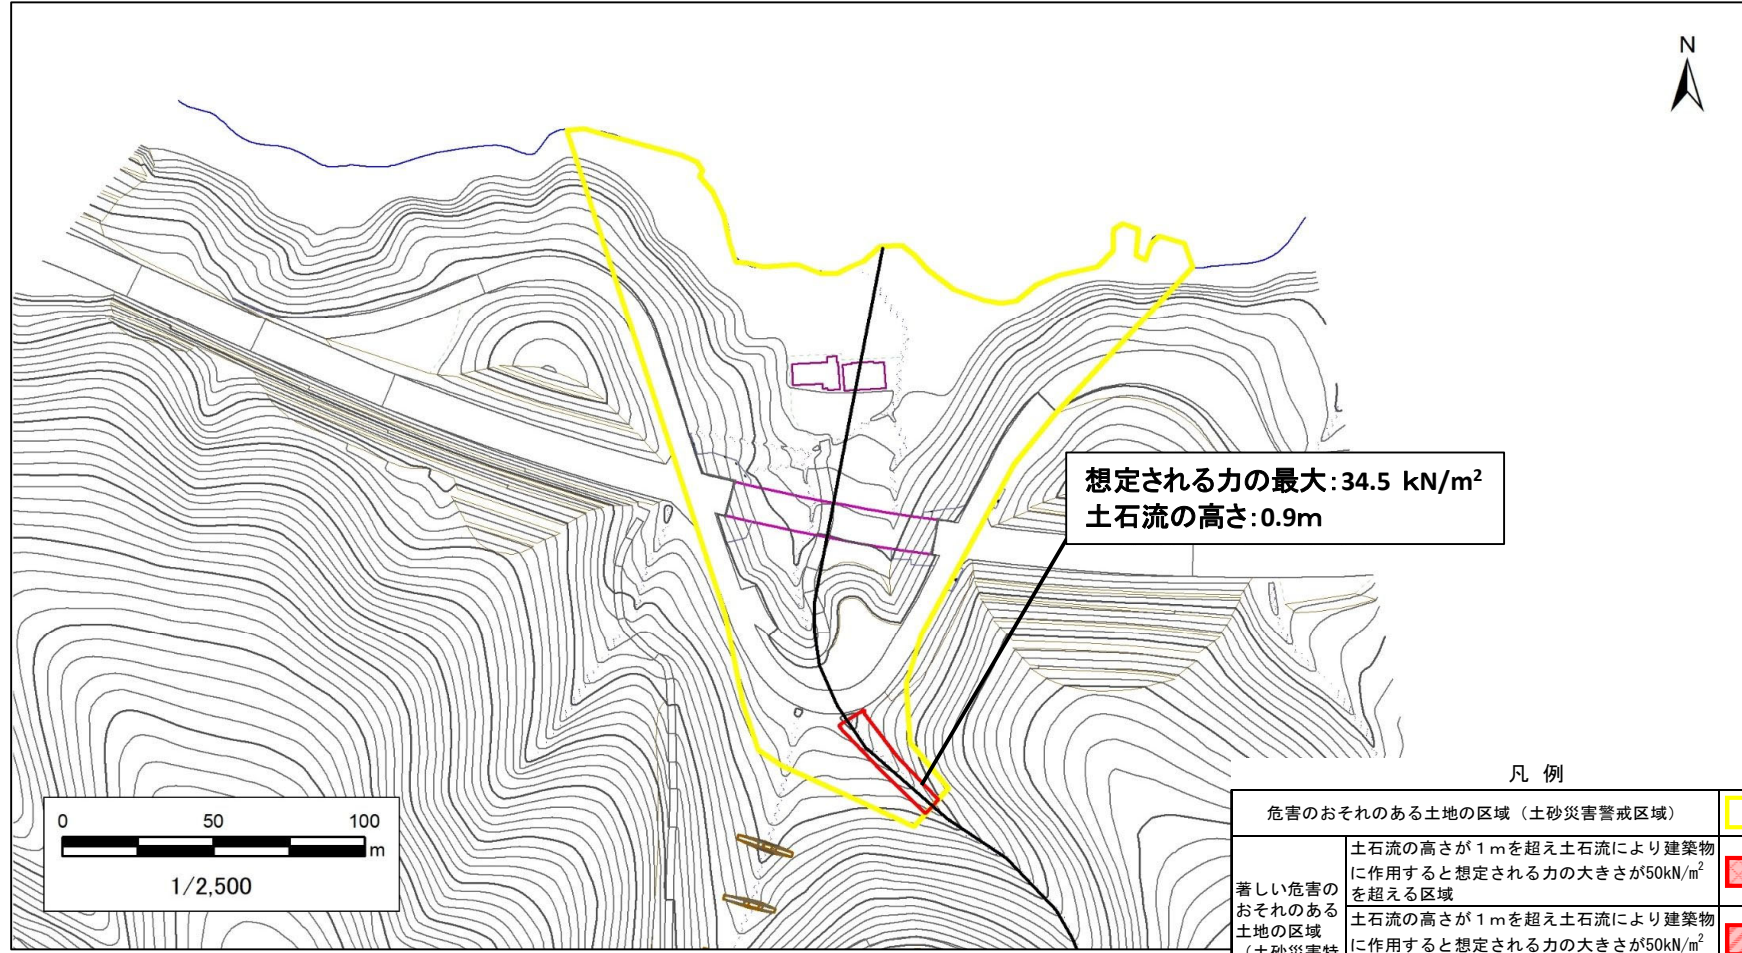 N
想定される力の最大:34.5 kN/m²
土石流の高さ:0.9m
0 50 100
m
1/2,500
凡 例
危害のおそれのある土地の区域（土砂災害警戒区域）
著しい危害の
おそれのある
土地の区域
（土砂災害特
土石流の高さが１ｍを超え土石流により建築物
に作用すると想定される力の大きさが50kN/m²
を超える区域
土石流の高さが１ｍを超え土石流により建築物
に作用すると想定される力の大きさが50kN/m²